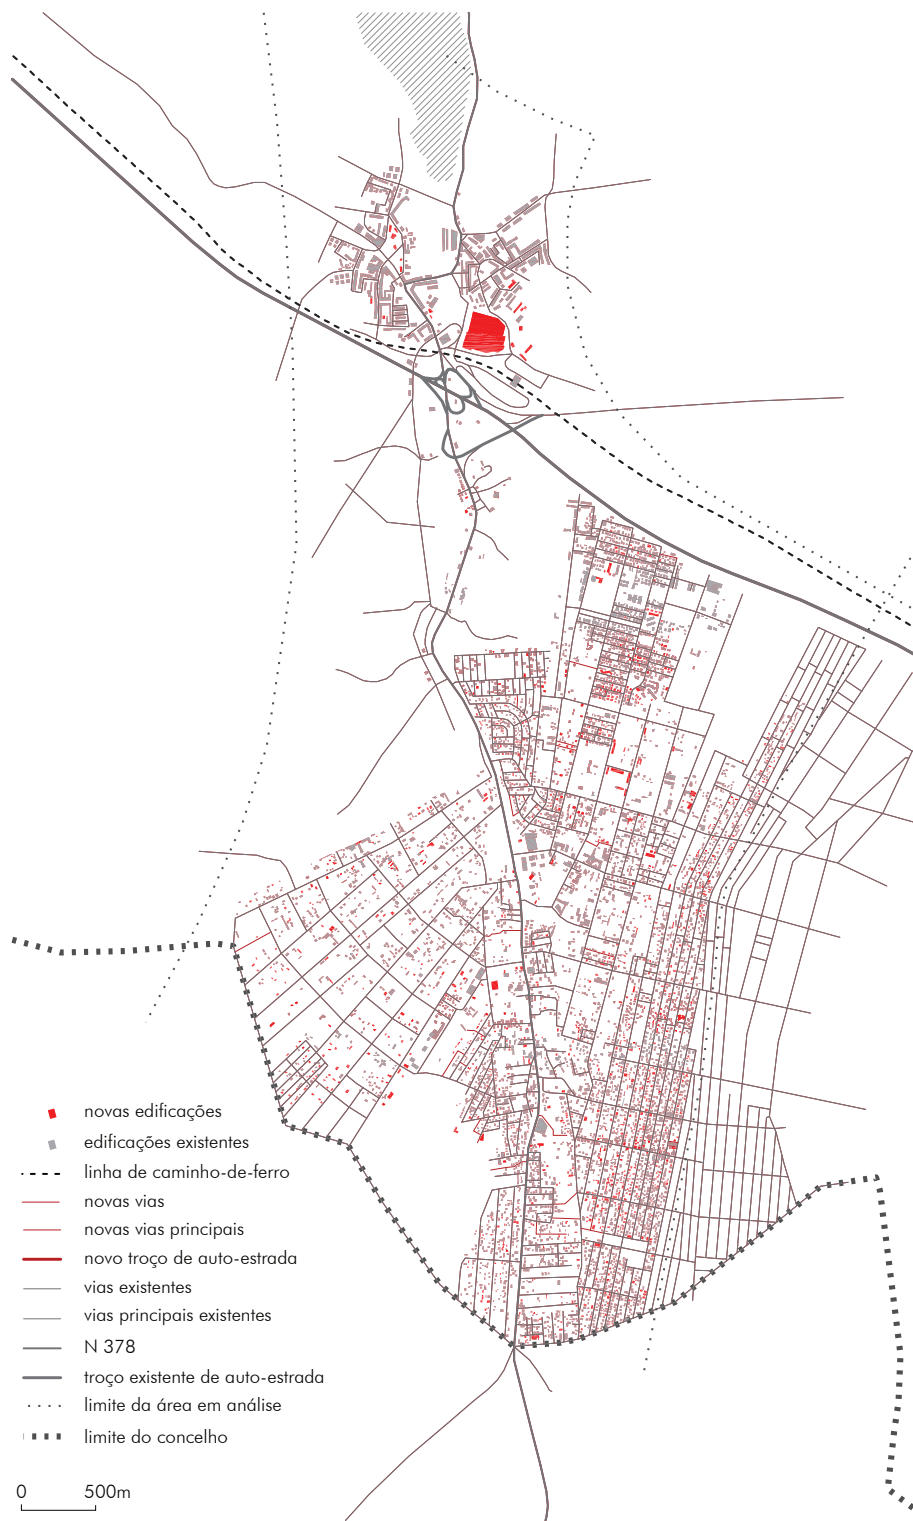 novas edificações
edificações existentes
linha de caminho-de-ferro
novas vias
novas vias principais
novo troço de auto-estrada
vias existentes
vias principais existentes
N 378
troço existente de auto-estrada
limite da área em análise
limite do concelho
0 500m